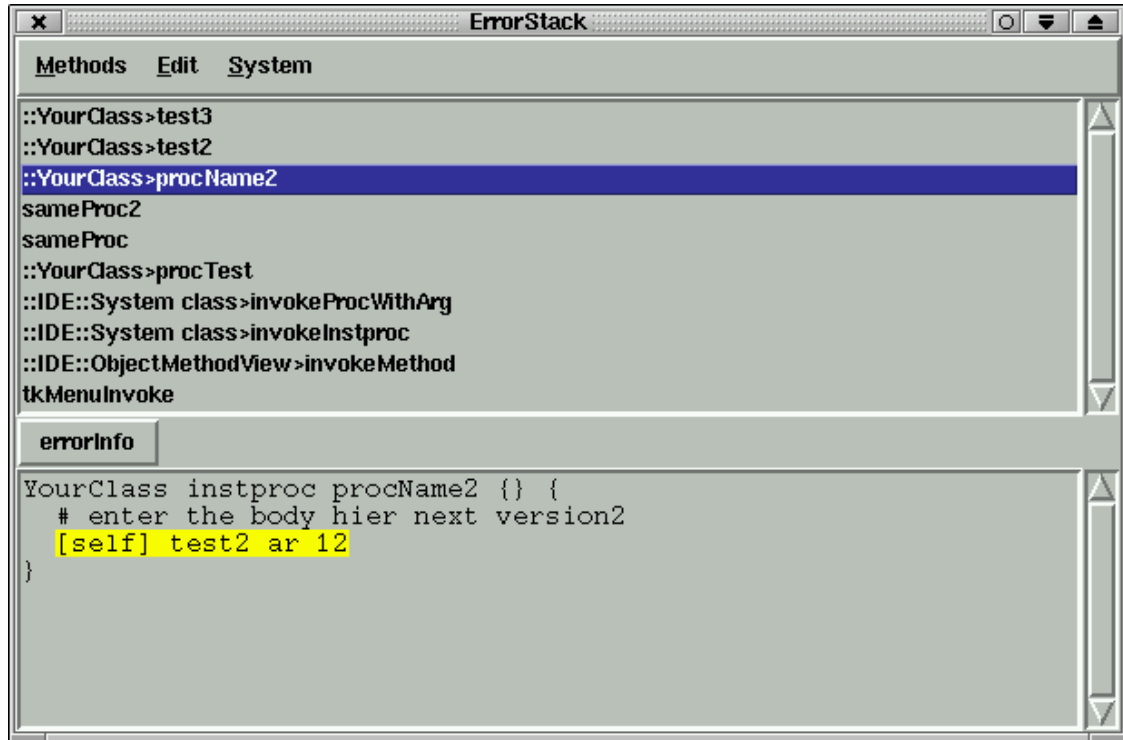 ErrorStack
Methods Edit System
::YourClass>test3
::YourClass>test2
::YourClass>procName2
sameProc2
sameProc
::YourClass>procTest
::IDE::System class>invokeProcWithArg
::IDE::System class>invokeInstproc
::IDE::ObjectMethodView>invokeMethod
tkMenuInvoke
errorInfo
YourClass instproc procName2 {} {
# enter the body hier next version2
[self] test2 ar 12
}